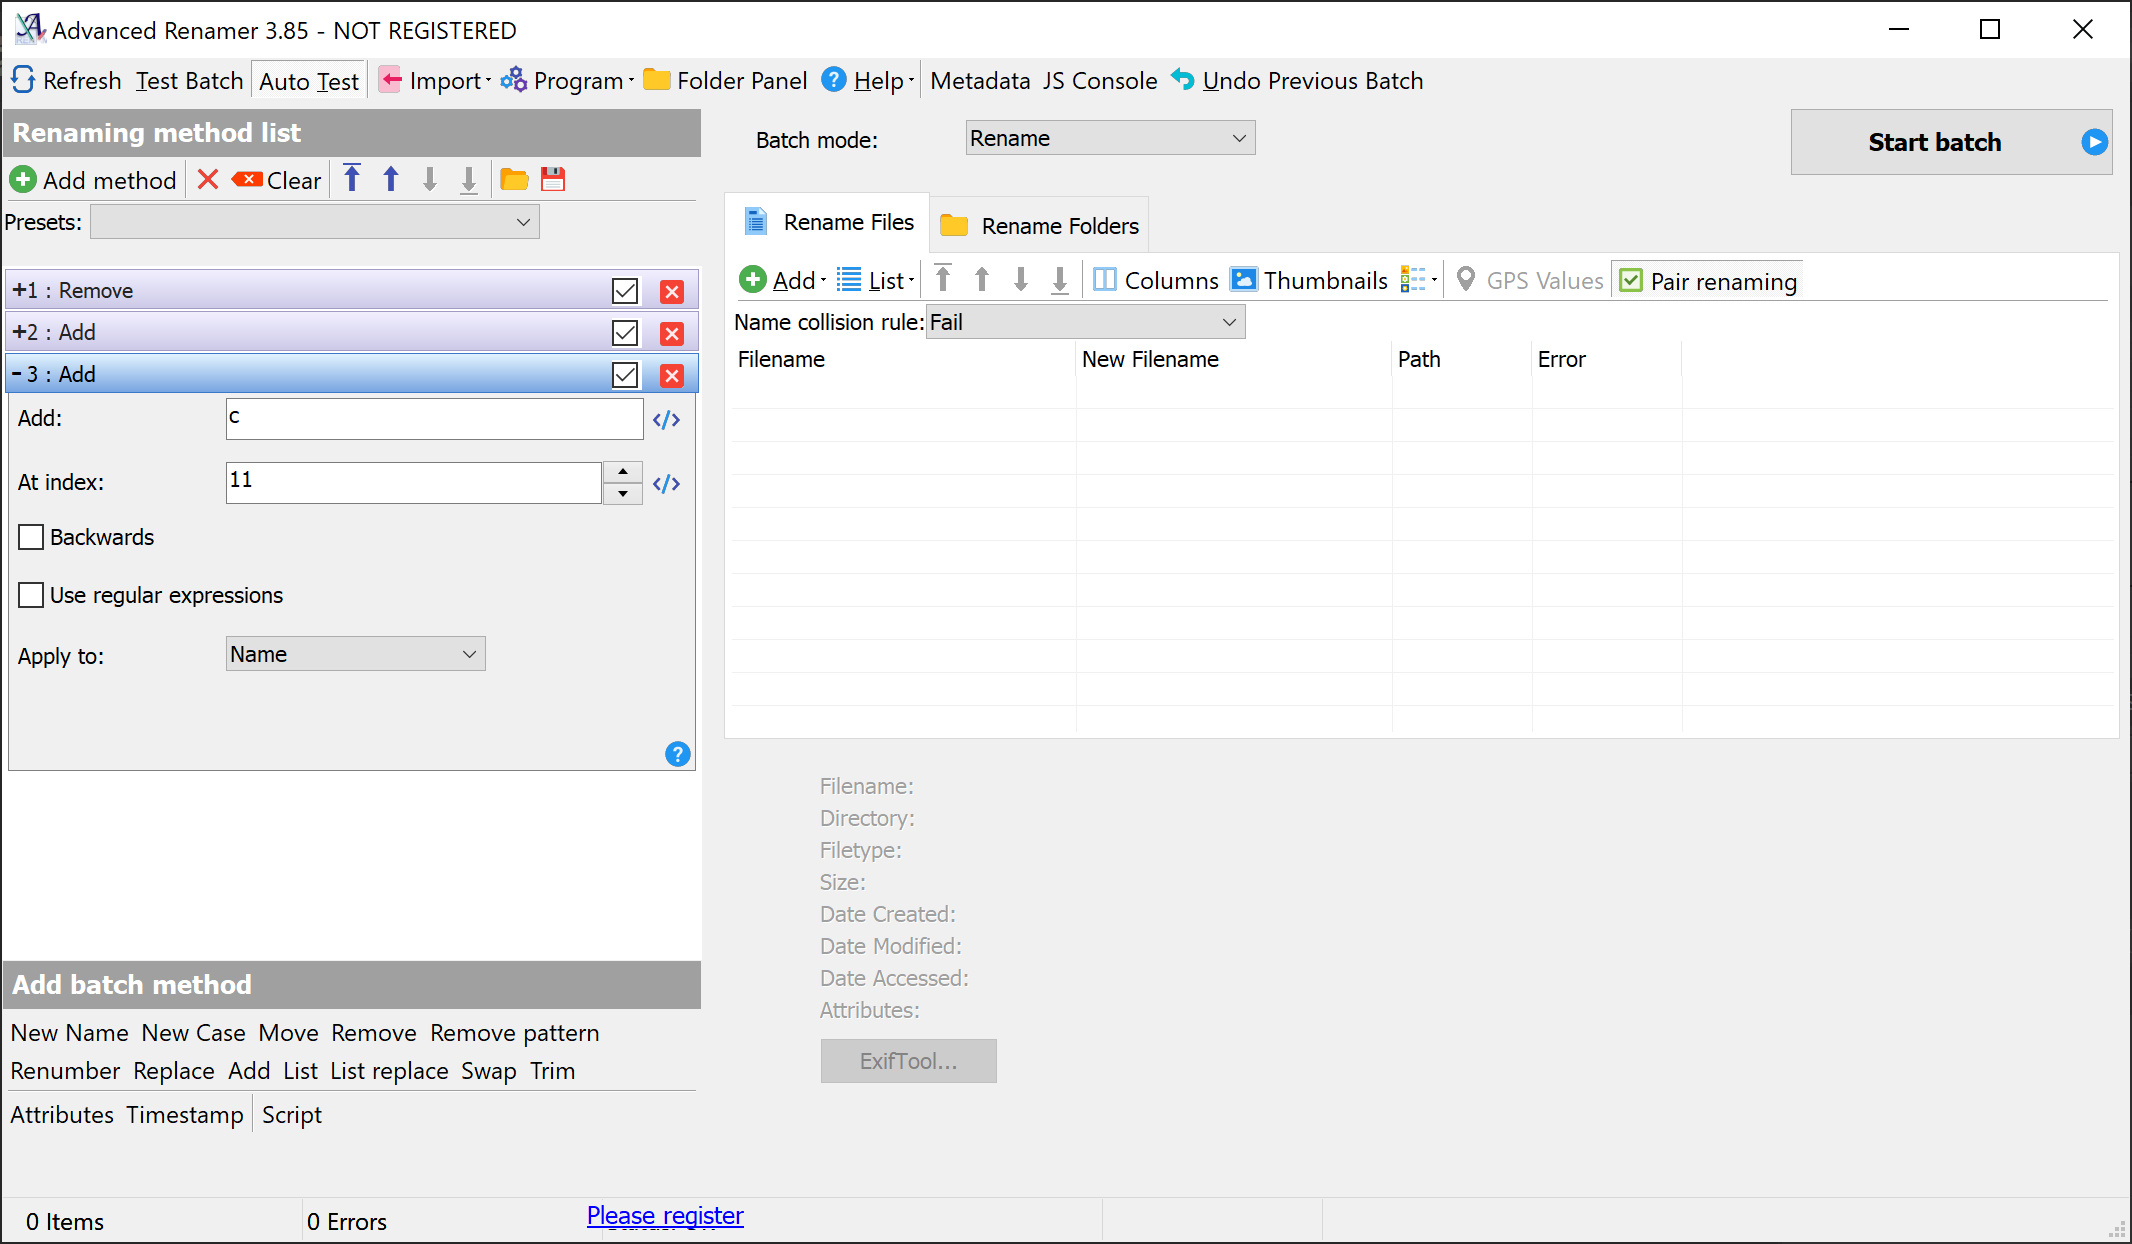 Advanced Renamer 3.85 - NOT REGISTERED
Refresh Test Batch Auto Test Import Program Folder Panel Help Metadata JS Console Undo Previous Batch
Renaming method list
Add method Clear
Presets:
+1 : Remove
+2 : Add
- 3 : Add
Add: c
At index: 11
Backwards
Use regular expressions
Apply to: Name
Add batch method
New Name New Case Move Remove Remove pattern
Renumber Replace Add List List replace Swap Trim
Attributes Timestamp Script
Batch mode: Rename
Start batch
Rename Files Rename Folders
Add List Columns Thumbnails GPS Values Pair renaming
Name collision rule: Fail
Filename New Filename Path Error
Filename:
Directory:
Filetype:
Size:
Date Created:
Date Modified:
Date Accessed:
Attributes:
ExifTool...
0 Items 0 Errors Please register